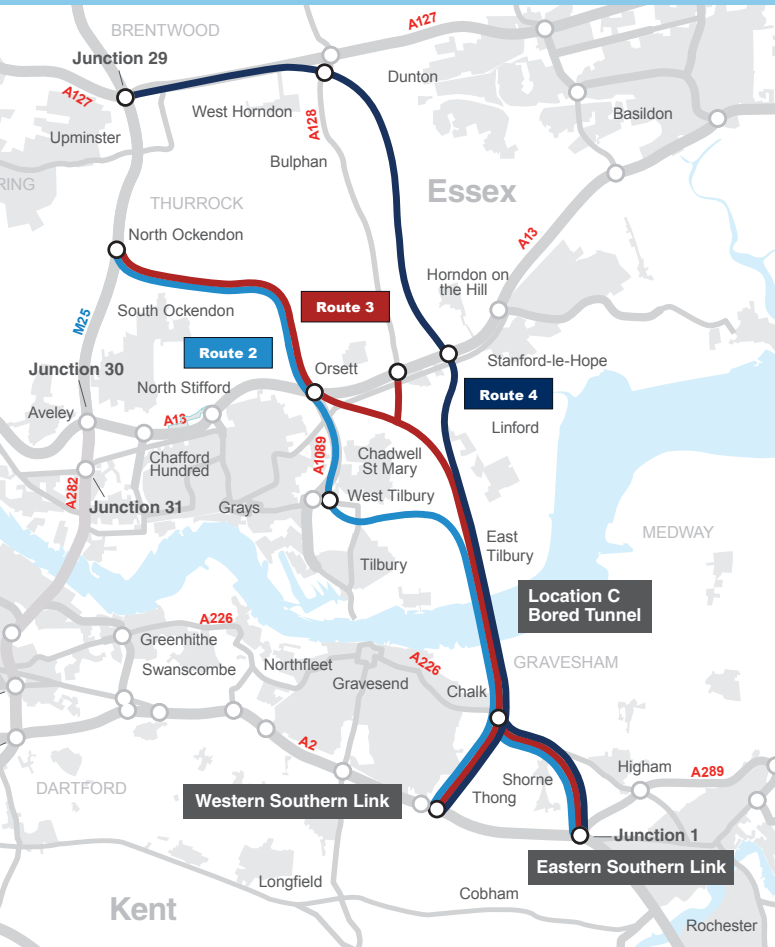 BRENTWOOD
A127
Junction 29
Dunton
A127
West Horndon
A128
Basildon
Upminster
Bulphan
RING
Essex
THURROCK
North Ockendon
A13
Horndon on
the Hill
South Ockendon
Route 3
M25
Route 2
Orsett
Stanford-le-Hope
Junction 30
North Stifford
Route 4
Aveley
A13
Linford
Chafford
Hundred
A1089
Chadwell
St Mary
A282
Junction 31
Grays
West Tilbury
East
Tilbury
MEDWAY
Tilbury
Location C
Bored Tunnel
A226
Greenhithe
Swanscombe
Northfleet
A226
GRAVESHAM
Gravesend
Chalk
A2
Higham
A289
Shorne
DARTFORD
Western Southern Link
Thong
Junction 1
Eastern Southern Link
Longfield
Cobham
Kent
Rochester